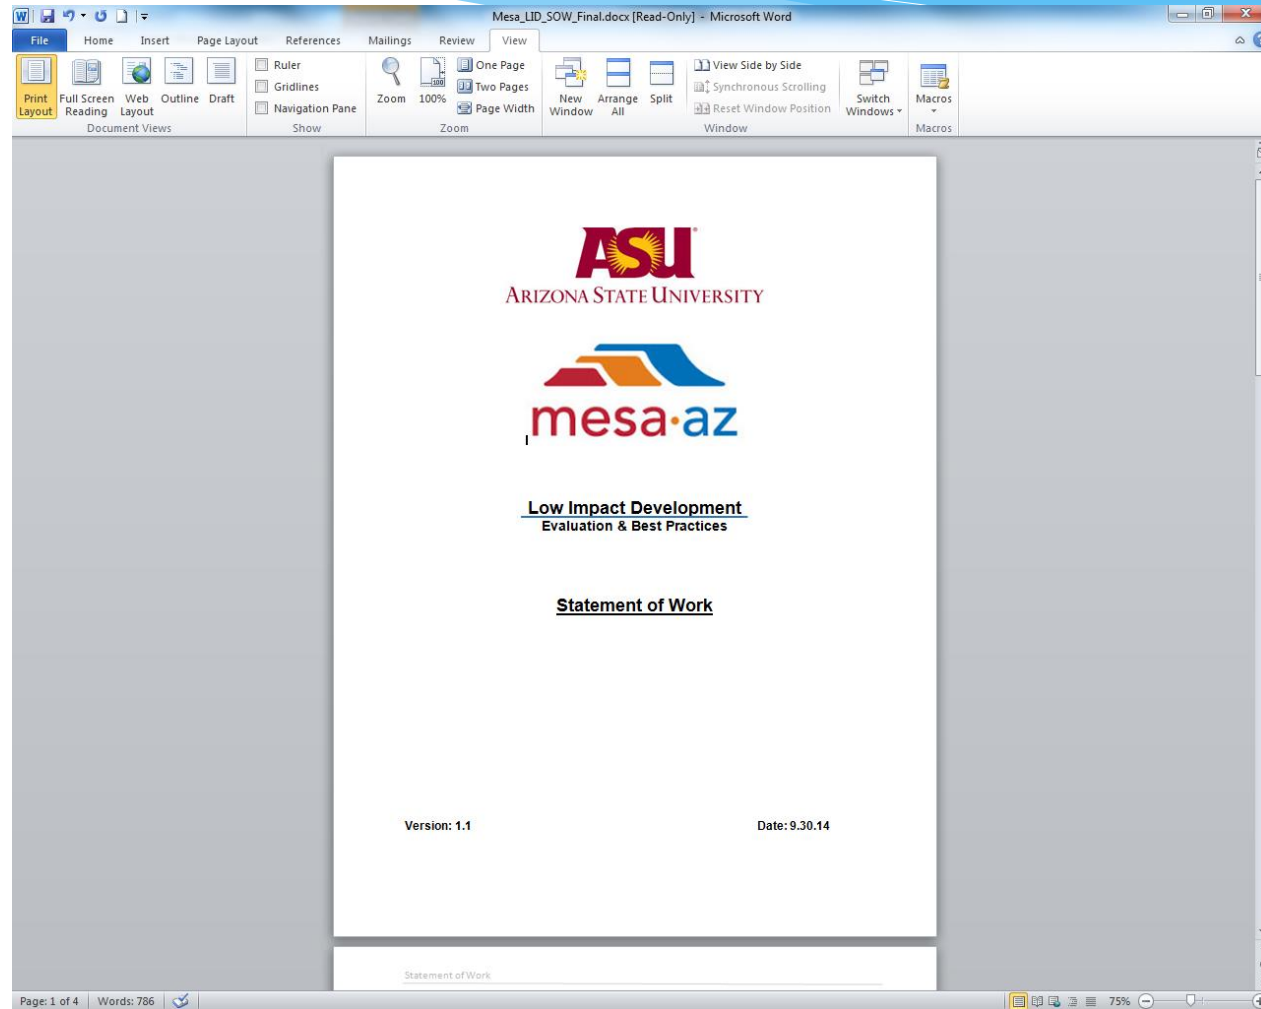 Mesa_LID_SOW_Final.docx [Read-Only] - Microsoft Word
File Home Insert Page Layout References Mailings Review View
Print Layout
Full Screen Reading
Web Layout
Outline
Draft
Document Views
Ruler
Gridlines
Navigation Pane
Show
Zoom
100%
One Page
Two Pages
Page Width
Zoom
New Window
Arrange All
Split
View Side by Side
Synchronous Scrolling
Reset Window Position
Window
Switch Windows
Macros
Macros
ASU
ARIZONA STATE UNIVERSITY
mesa·az
Low Impact Development
Evaluation & Best Practices
Statement of Work
Version: 1.1 Date: 9.30.14
Statement of Work
Page: 1 of 4 Words: 786 75%